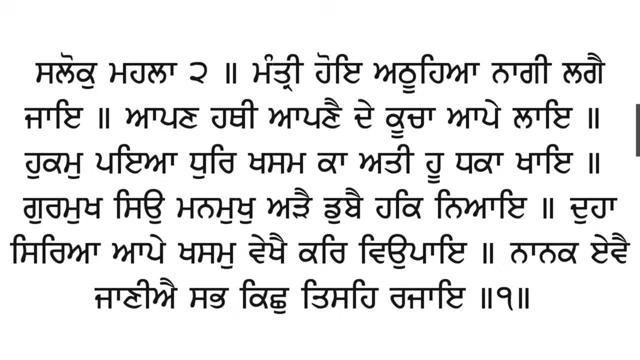 ਸਲੋਕੁ ਮਹਲਾ ੨ ॥ ਮੰਤ੍ਰੀ ਹੋਇ ਅਠੂਹਿਆ ਨਾਗੀ ਲਗੈ
ਜਾਇ ॥ ਆਪਣ ਹਥੀ ਆਪਣੈ ਦੇ ਕੂਚਾ ਆਪੇ ਲਾਇ ॥
ਹੁਕਮੁ ਪਇਆ ਧੁਰਿ ਖਸਮ ਕਾ ਅਤੀ ਹੂ ਧਕਾ ਖਾਇ ॥
ਗੁਰਮੁਖ ਸਿਉ ਮਨਮੁਖੁ ਅੜੈ ਡੁਬੈ ਹਕਿ ਨਿਆਇ ॥ ਦੁਹਾ
ਸਿਰਿਆ ਆਪੇ ਖਸਮੁ ਵੇਖੈ ਕਰਿ ਵਿਉਪਾਇ ॥ ਨਾਨਕ ਏਵੈ
ਜਾਣੀਐ ਸਭ ਕਿਛੁ ਤਿਸਹਿ ਰਜਾਇ ॥੧॥